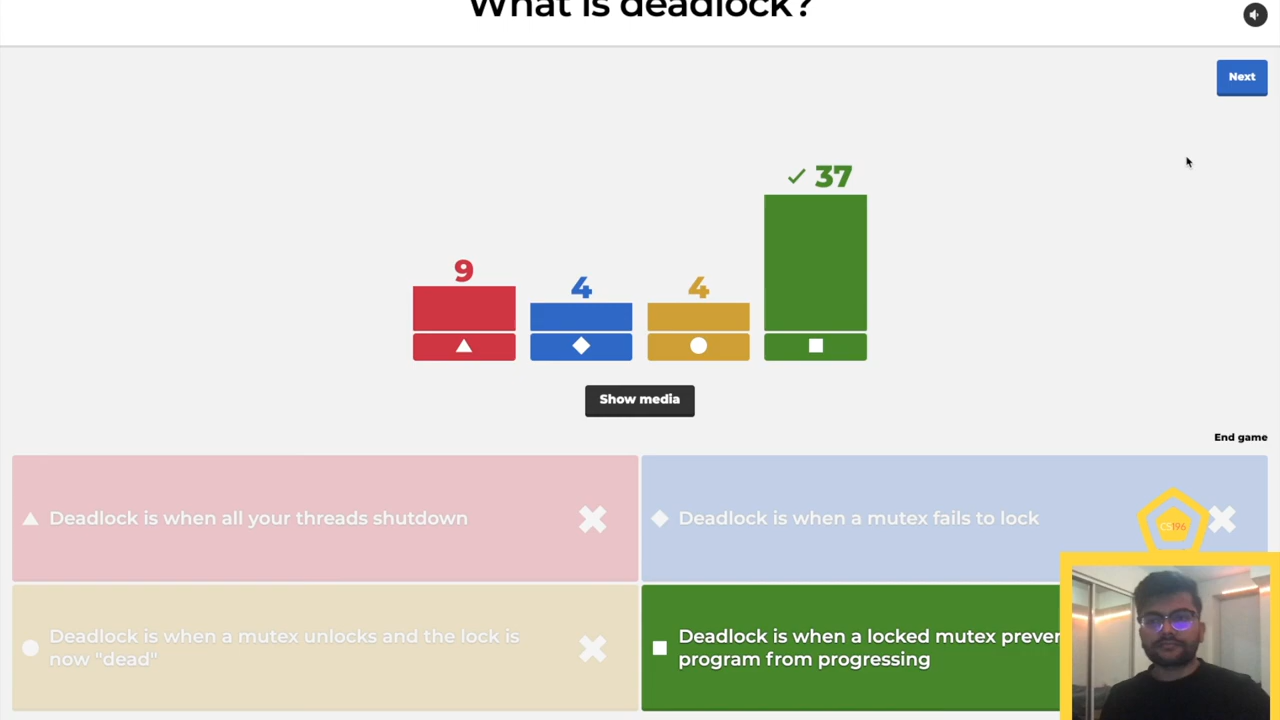 What is deadlock?
Next
37
9
4
4
Show media
End game
Deadlock is when all your threads shutdown
Deadlock is when a mutex fails to lock
CS196
Deadlock is when a mutex unlocks and the lock is
now "dead"
Deadlock is when a locked mutex prever
program from progressing